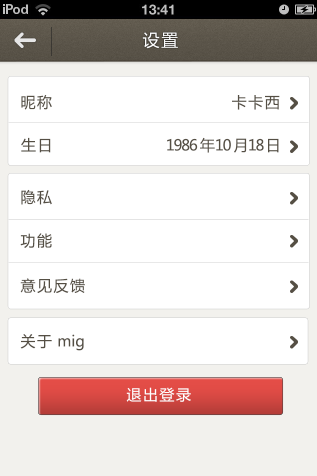 iPod 13:41
设置
昵称 卡卡西
生日 1986年10月18日
隐私
功能
意见反馈
关于 mig
退出登录